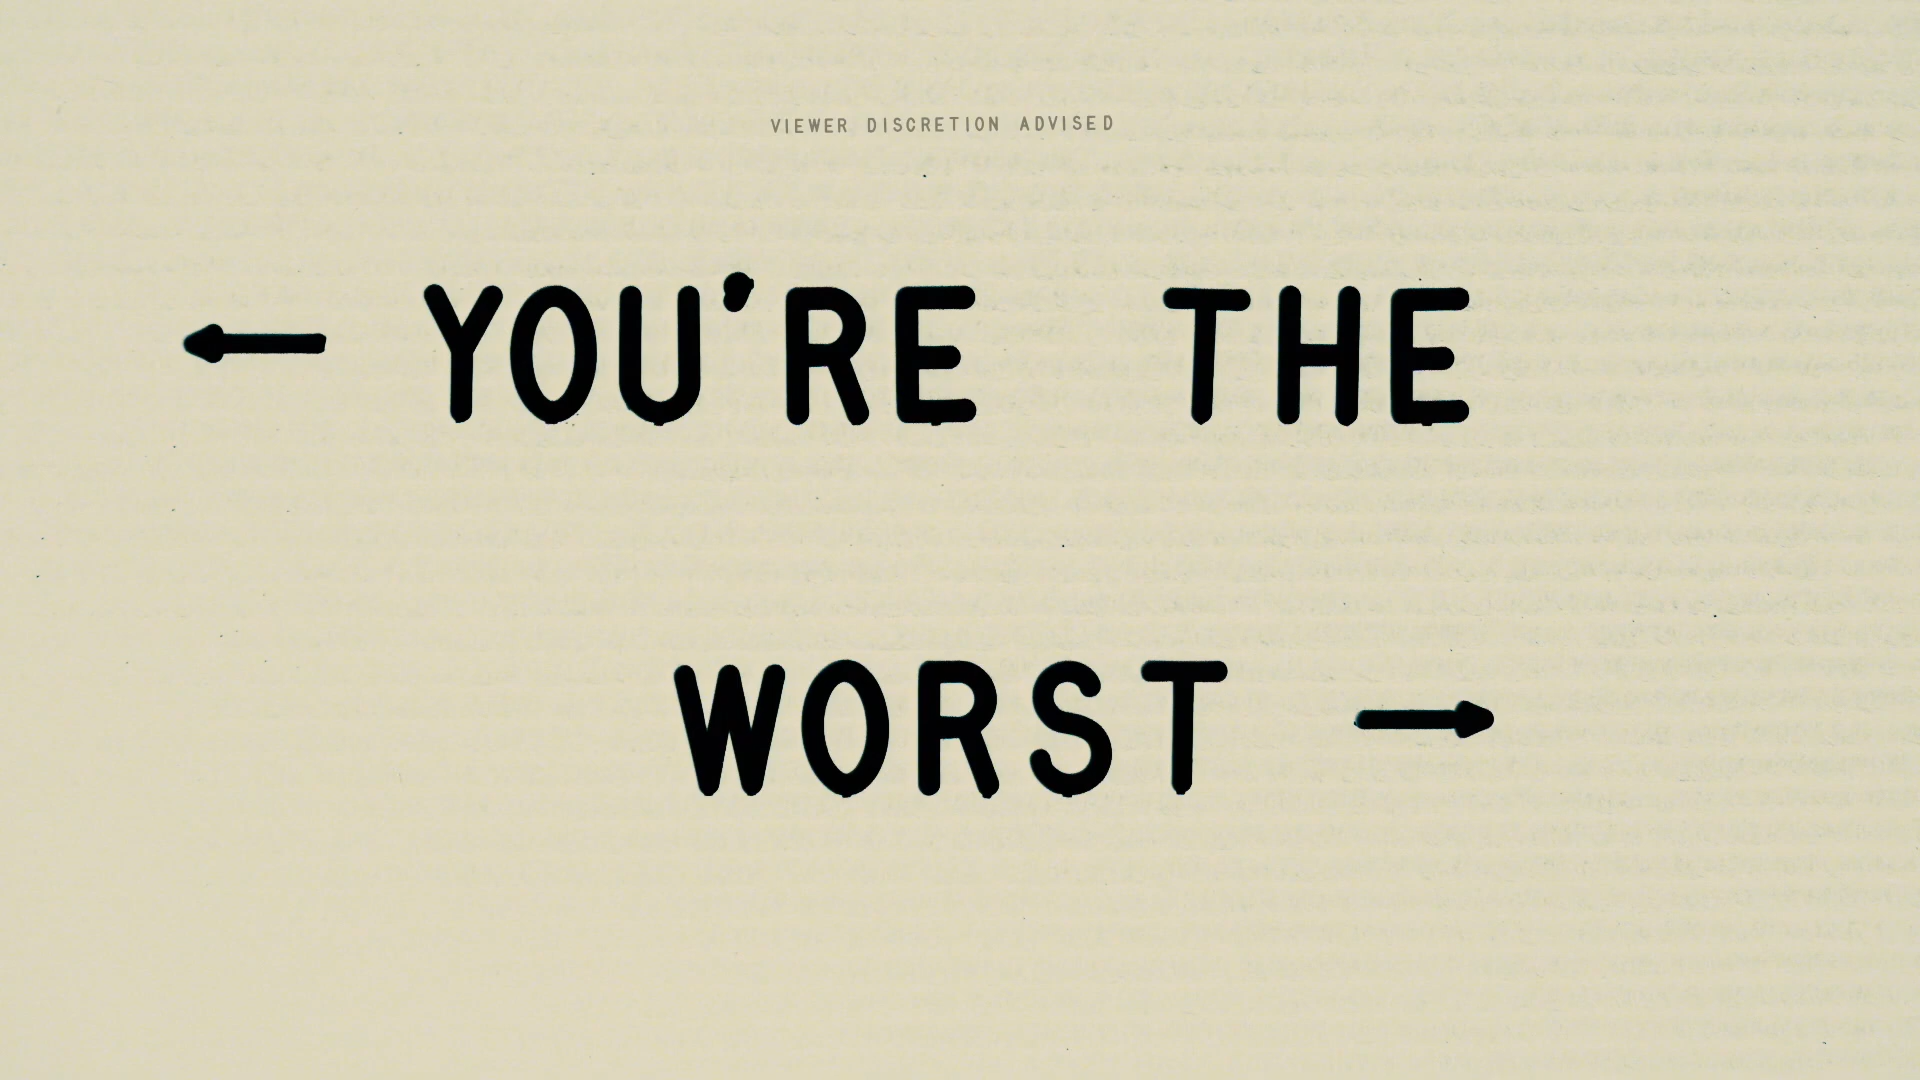 VIEWER DISCRETION ADVISED
← YOU'RE THE
WORST →